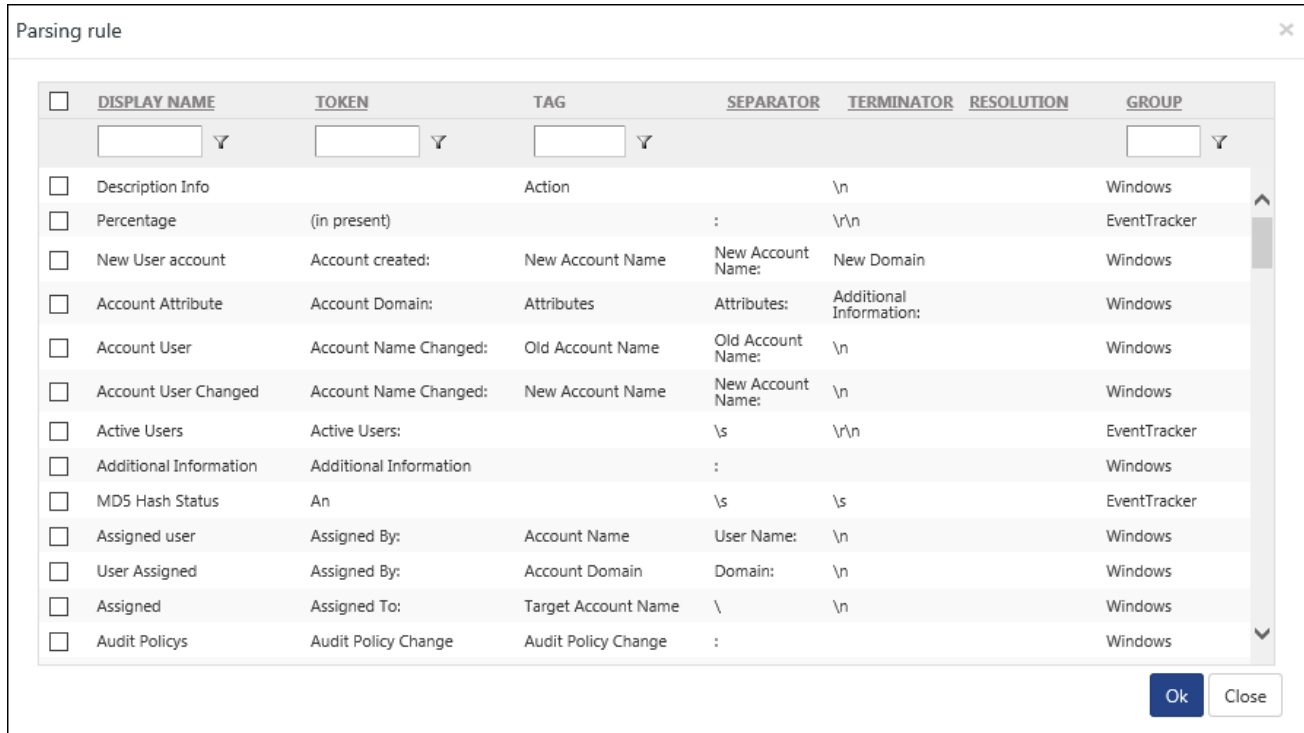 Parsing rule ×
DISPLAY NAME TOKEN TAG SEPARATOR TERMINATOR RESOLUTION GROUP
Description Info Action \n Windows
Percentage (in present) : \r\n EventTracker
New User account Account created: New Account Name New Account Name: New Domain Windows
Account Attribute Account Domain: Attributes Attributes: Additional Information: Windows
Account User Account Name Changed: Old Account Name Old Account Name: \n Windows
Account User Changed Account Name Changed: New Account Name New Account Name: \n Windows
Active Users Active Users: \s \r\n EventTracker
Additional Information Additional Information : Windows
MD5 Hash Status An \s \s EventTracker
Assigned user Assigned By: Account Name User Name: \n Windows
User Assigned Assigned By: Account Domain Domain: \n Windows
Assigned Assigned To: Target Account Name \ \n Windows
Audit Policys Audit Policy Change Audit Policy Change : Windows
Ok Close